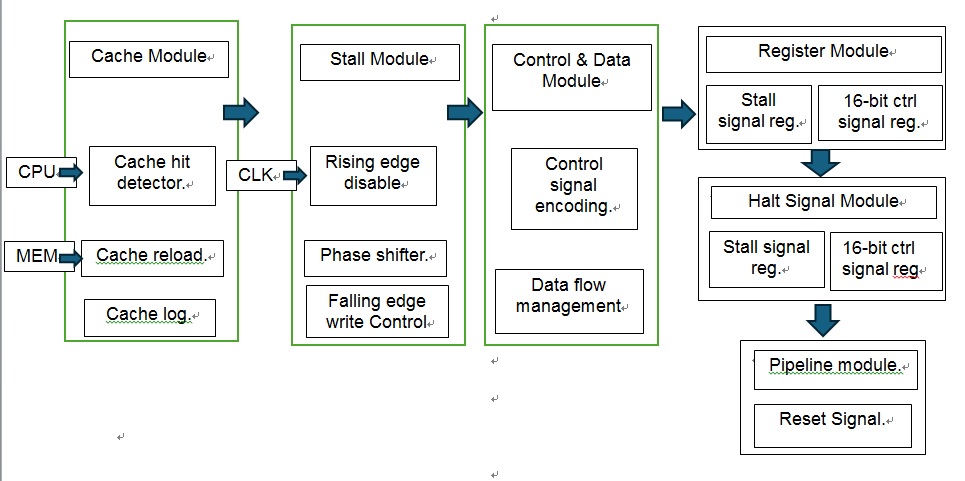 Cache Module
CPU
Cache hit
detector.
MEM
Cache reload.
Cache log.
Stall Module
CLK
Rising edge
disable
Phase shifter.
Falling edge
write Control
Control & Data
Module
Control
signal
encoding.
Data flow
management
Register Module
Stall
signal reg.
16-bit ctrl
signal reg.
Halt Signal Module
Stall signal
reg.
16-bit ctrl
signal reg
Pipeline module.
Reset Signal.